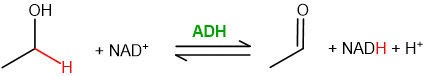 OH
O
ADH
H + NAD⁺ + NADH + H⁺